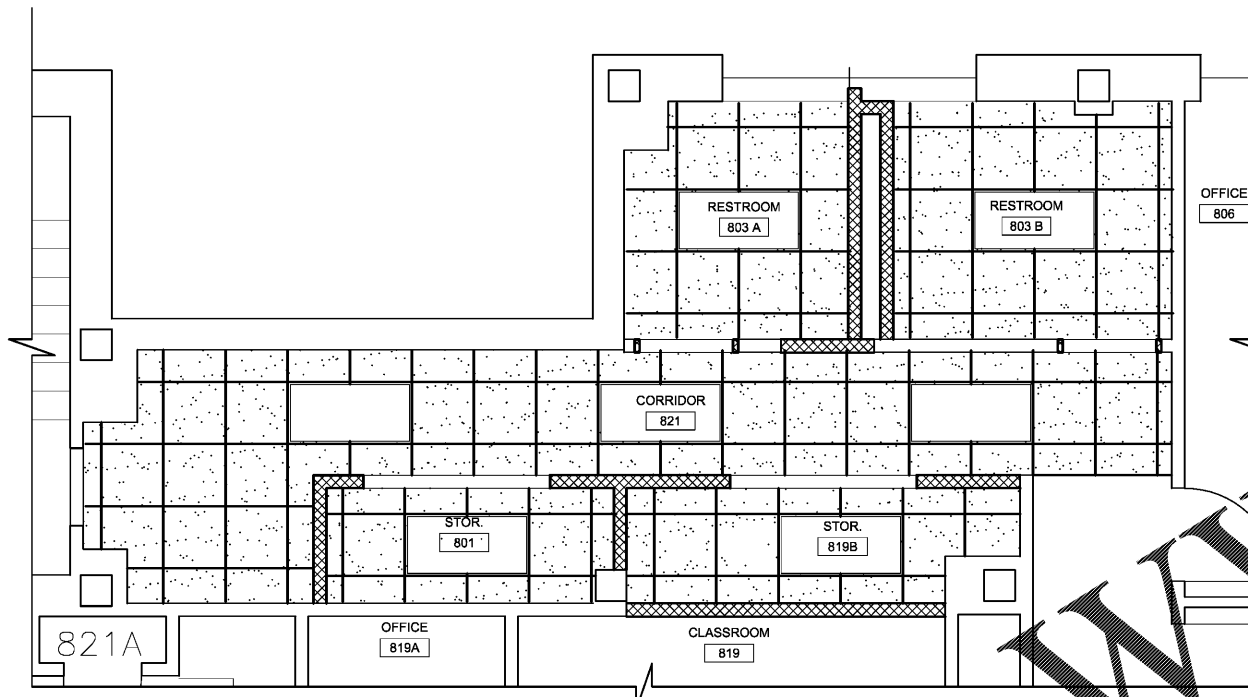 RESTROOM
803 A
RESTROOM
803 B
OFFICE
806
CORRIDOR
821
STOR.
801
STOR.
819B
821A
OFFICE
819A
CLASSROOM
819
W